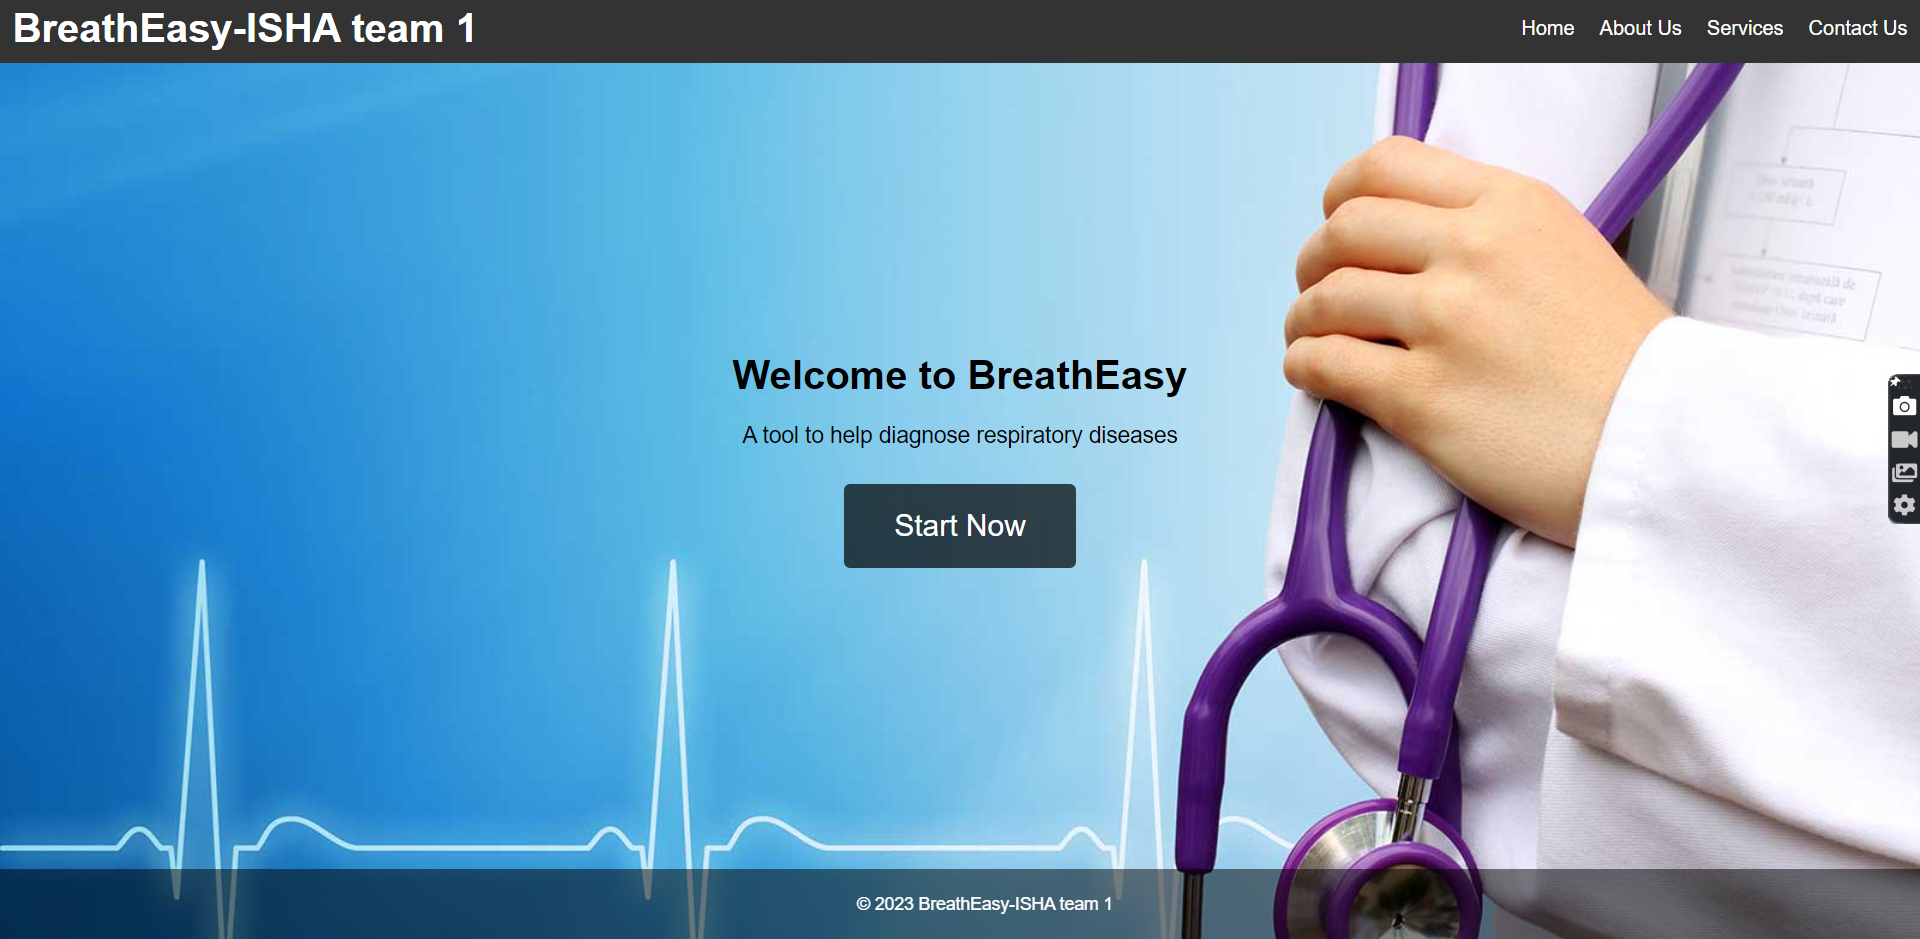 BreathEasy-ISHA team 1
Home About Us Services Contact Us
Welcome to BreathEasy
A tool to help diagnose respiratory diseases
Start Now
© 2023 BreathEasy-ISHA team 1